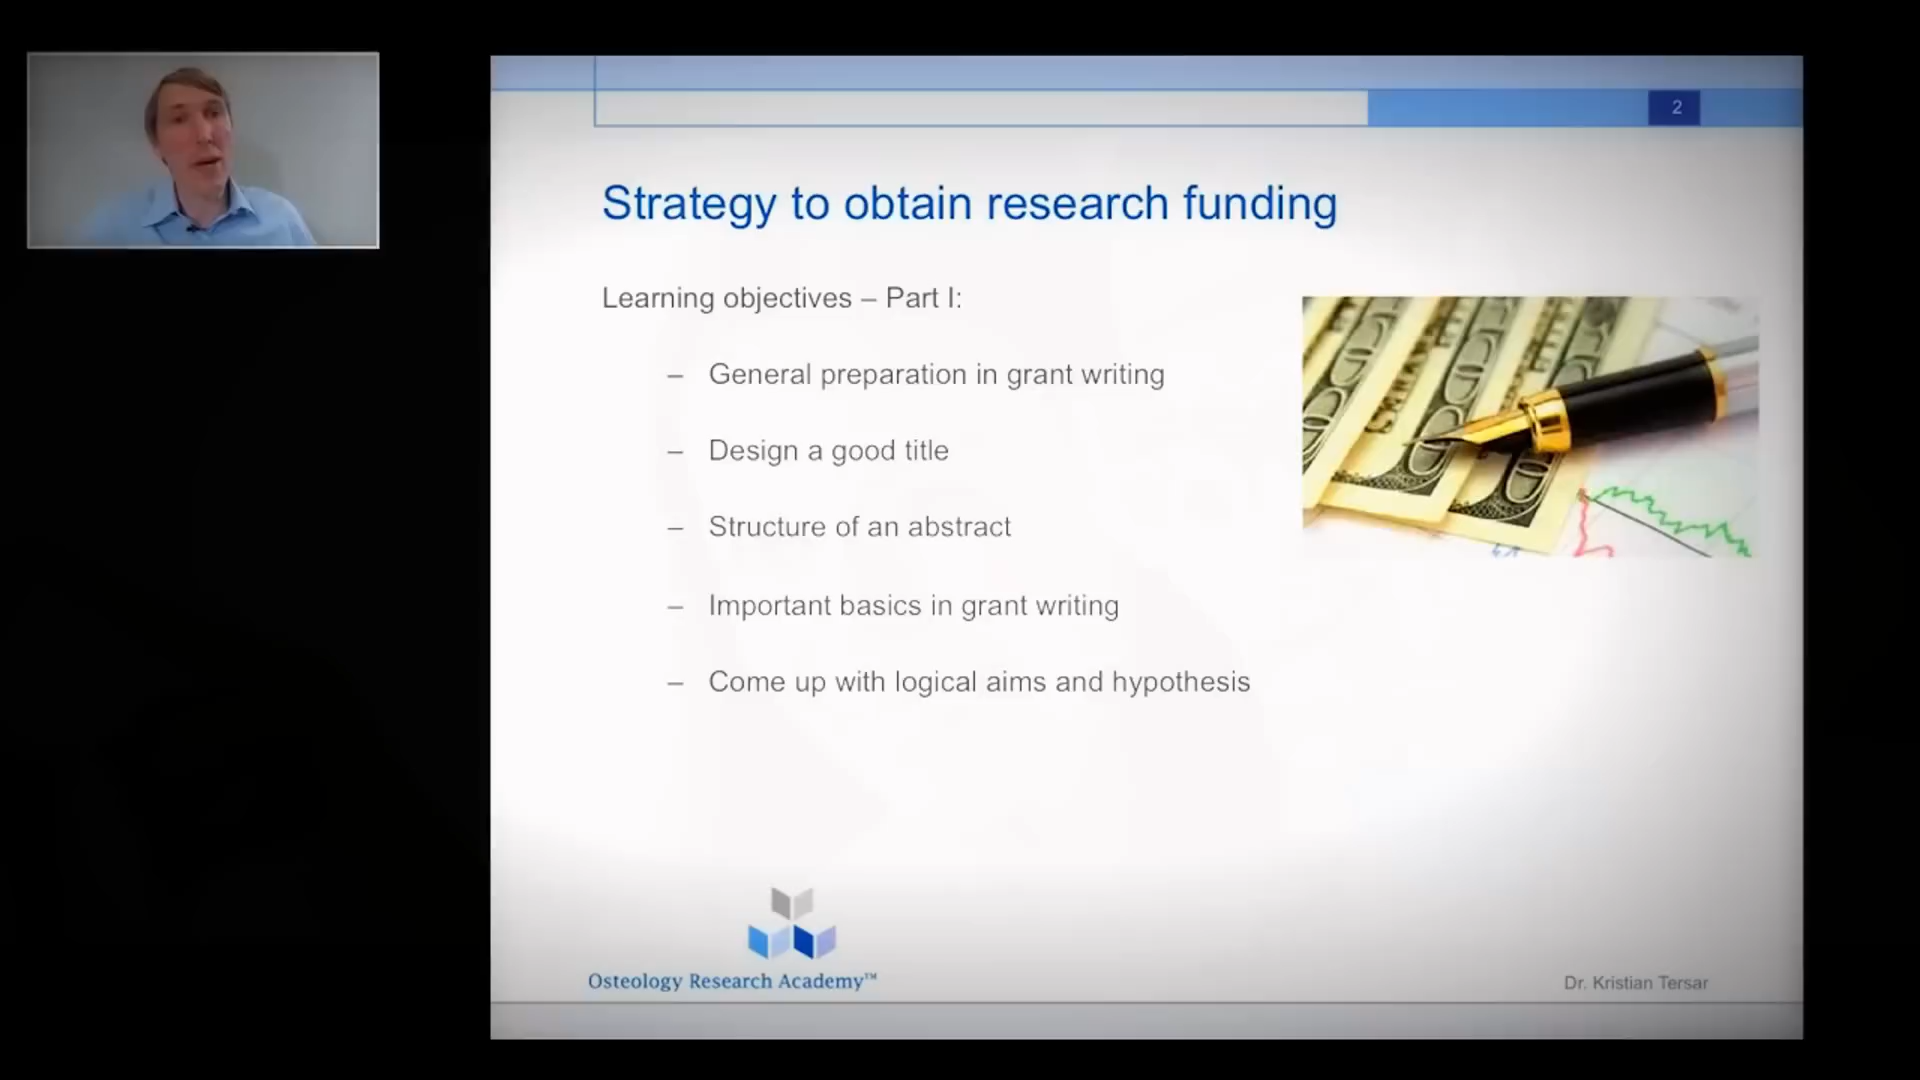 2
Strategy to obtain research funding
Learning objectives – Part I:
– General preparation in grant writing
– Design a good title
– Structure of an abstract
– Important basics in grant writing
– Come up with logical aims and hypothesis
Osteology Research Academy™
Dr. Kristian Tersar